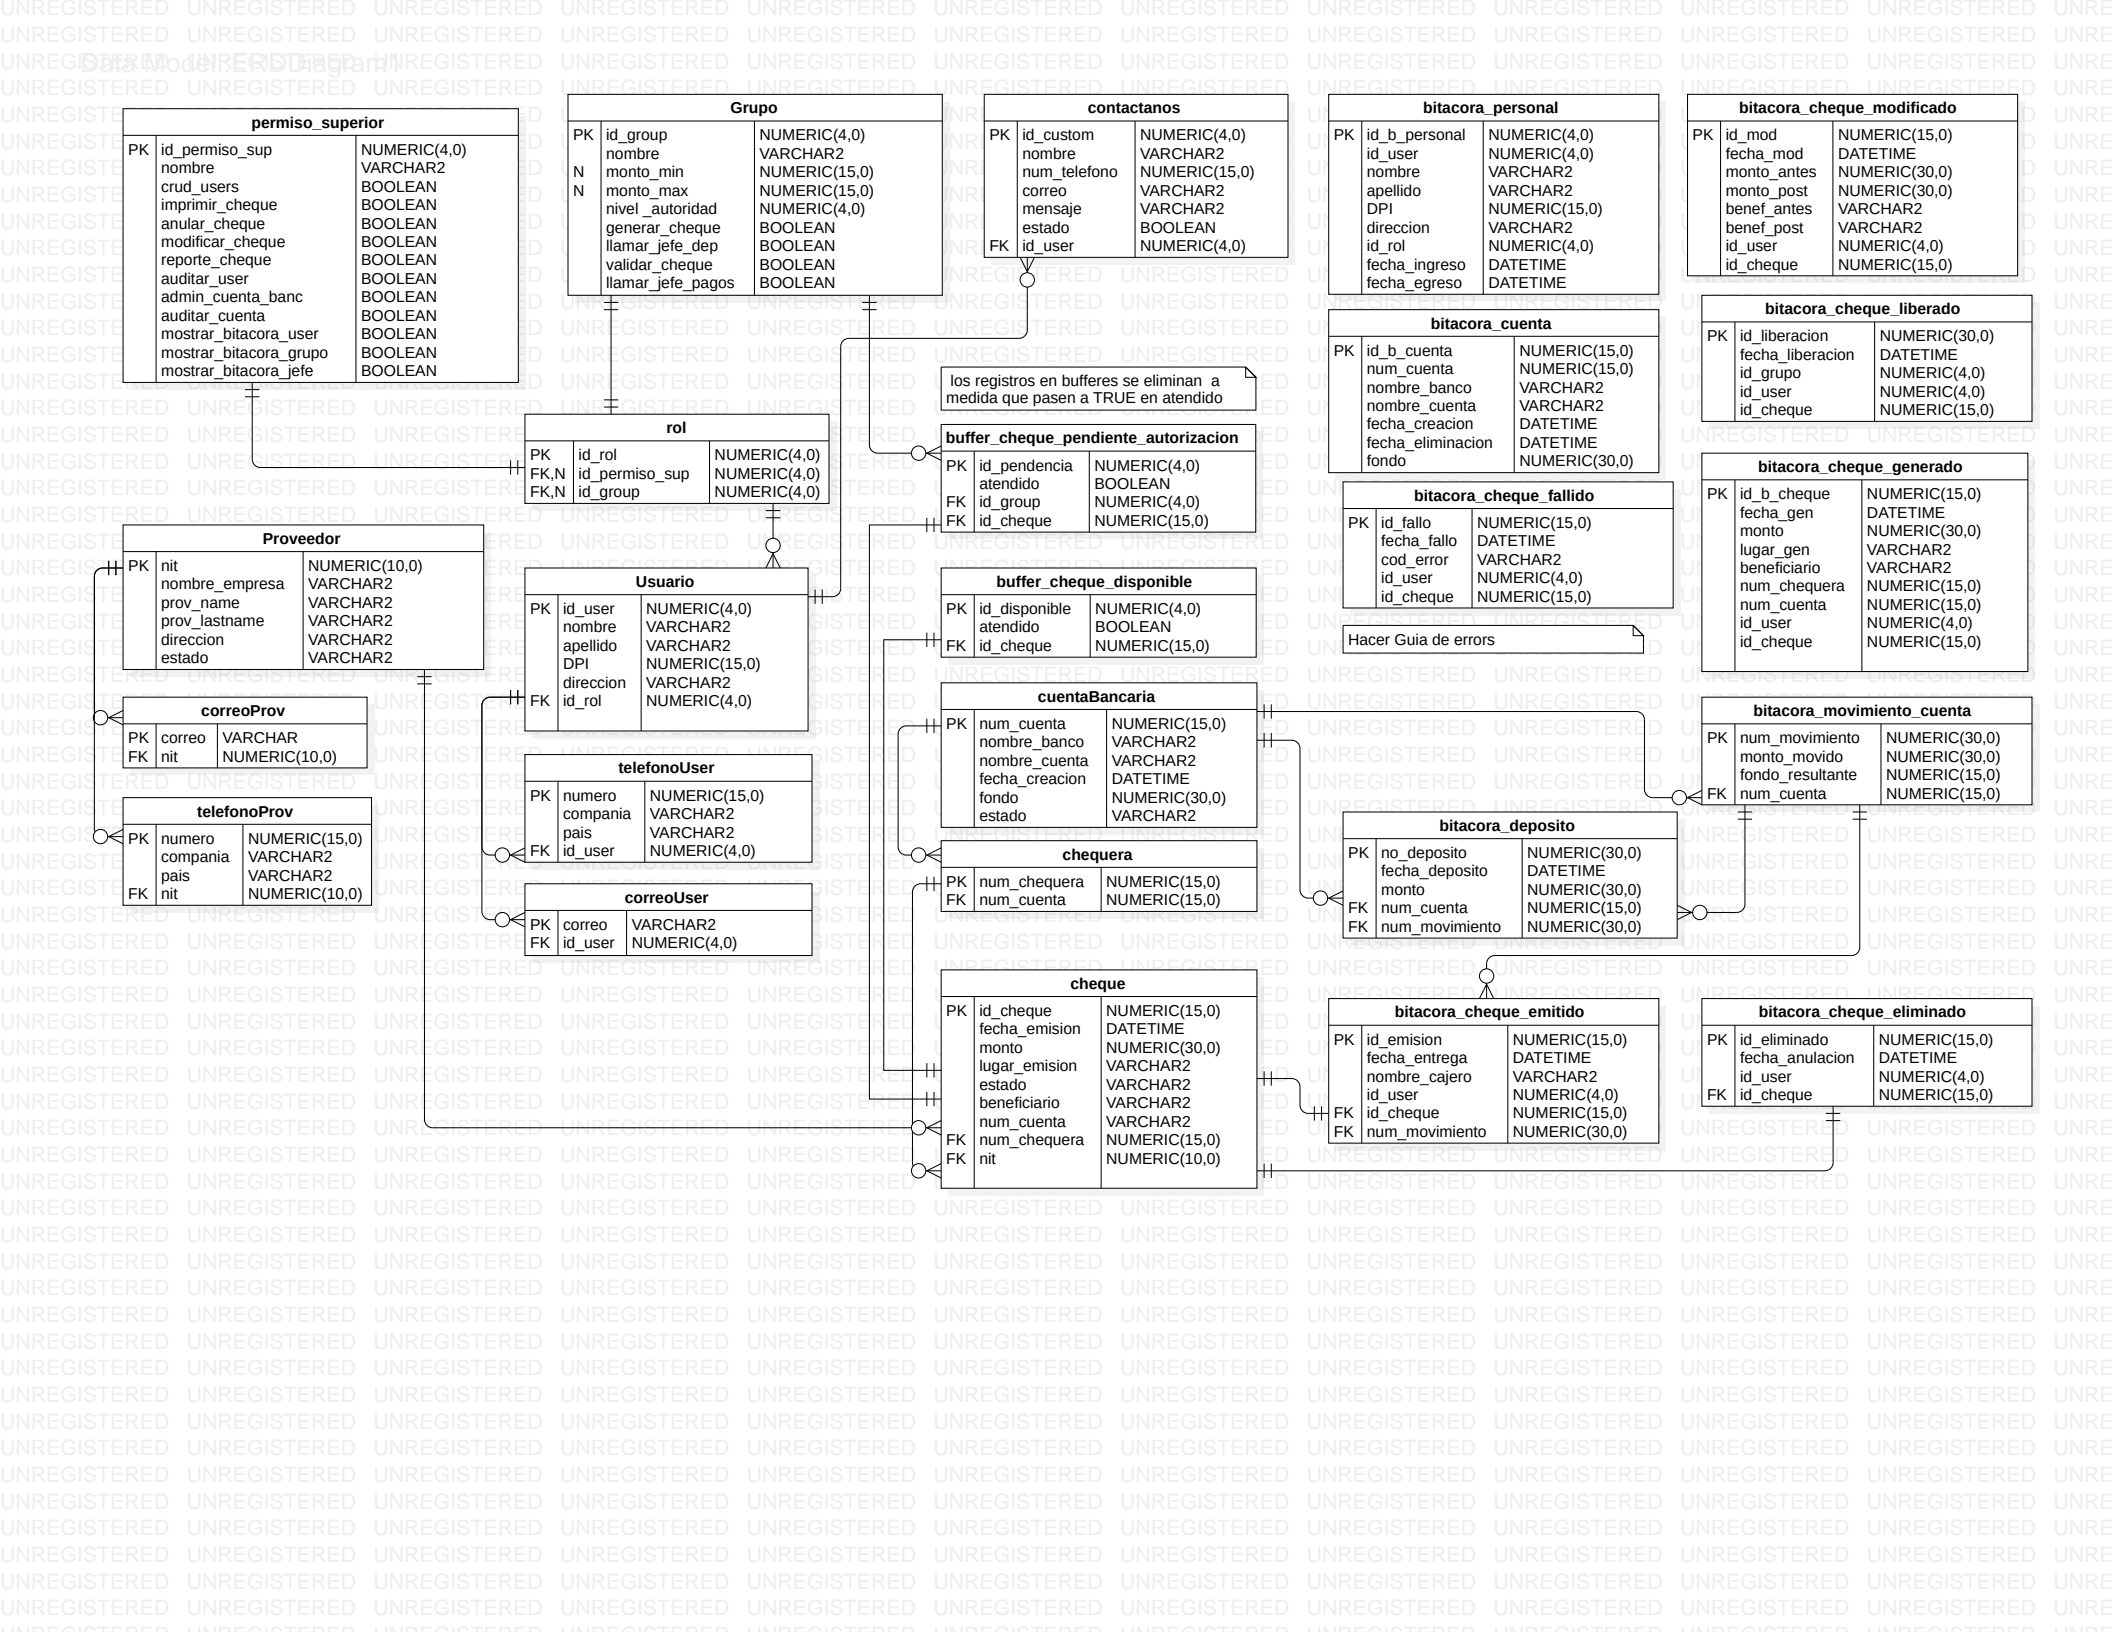 Data Model ERDDiagram1
permiso_superior
PK id_permiso_sup NUMERIC(4,0)
nombre VARCHAR2
crud_users BOOLEAN
imprimir_cheque BOOLEAN
anular_cheque BOOLEAN
modificar_cheque BOOLEAN
reporte_cheque BOOLEAN
auditar_user BOOLEAN
admin_cuenta_banc BOOLEAN
auditar_cuenta BOOLEAN
mostrar_bitacora_user BOOLEAN
mostrar_bitacora_grupo BOOLEAN
mostrar_bitacora_jefe BOOLEAN
Grupo
PK id_group NUMERIC(4,0)
nombre VARCHAR2
N monto_min NUMERIC(15,0)
N monto_max NUMERIC(15,0)
nivel _autoridad NUMERIC(4,0)
generar_cheque BOOLEAN
llamar_jefe_dep BOOLEAN
validar_cheque BOOLEAN
llamar_jefe_pagos BOOLEAN
contactanos
PK id_custom NUMERIC(4,0)
nombre VARCHAR2
num_telefono NUMERIC(15,0)
correo VARCHAR2
mensaje VARCHAR2
estado BOOLEAN
FK id_user NUMERIC(4,0)
bitacora_personal
PK id_b_personal NUMERIC(4,0)
id_user NUMERIC(4,0)
nombre VARCHAR2
apellido VARCHAR2
DPI NUMERIC(15,0)
direccion VARCHAR2
id_rol NUMERIC(4,0)
fecha_ingreso DATETIME
fecha_egreso DATETIME
bitacora_cheque_modificado
PK id_mod NUMERIC(15,0)
fecha_mod DATETIME
monto_antes NUMERIC(30,0)
monto_post NUMERIC(30,0)
benef_antes VARCHAR2
benef_post VARCHAR2
id_user NUMERIC(4,0)
id_cheque NUMERIC(15,0)
bitacora_cuenta
PK id_b_cuenta NUMERIC(15,0)
num_cuenta NUMERIC(15,0)
nombre_banco VARCHAR2
nombre_cuenta VARCHAR2
fecha_creacion DATETIME
fecha_eliminacion DATETIME
fondo NUMERIC(30,0)
bitacora_cheque_liberado
PK id_liberacion NUMERIC(30,0)
fecha_liberacion DATETIME
id_grupo NUMERIC(4,0)
id_user NUMERIC(4,0)
id_cheque NUMERIC(15,0)
los registros en bufferes se eliminan a
medida que pasen a TRUE en atendido
rol
PK id_rol NUMERIC(4,0)
FK,N id_permiso_sup NUMERIC(4,0)
FK,N id_group NUMERIC(4,0)
buffer_cheque_pendiente_autorizacion
PK id_pendencia NUMERIC(4,0)
atendido BOOLEAN
FK id_group NUMERIC(4,0)
FK id_cheque NUMERIC(15,0)
bitacora_cheque_fallido
PK id_fallo NUMERIC(15,0)
fecha_fallo DATETIME
cod_error VARCHAR2
id_user NUMERIC(4,0)
id_cheque NUMERIC(15,0)
Hacer Guia de errors
bitacora_cheque_generado
PK id_b_cheque NUMERIC(15,0)
fecha_gen DATETIME
monto NUMERIC(30,0)
lugar_gen VARCHAR2
beneficiario VARCHAR2
num_chequera NUMERIC(15,0)
num_cuenta NUMERIC(15,0)
id_user NUMERIC(4,0)
id_cheque NUMERIC(15,0)
Proveedor
PK nit NUMERIC(10,0)
nombre_empresa VARCHAR2
prov_name VARCHAR2
prov_lastname VARCHAR2
direccion VARCHAR2
estado VARCHAR2
Usuario
PK id_user NUMERIC(4,0)
nombre VARCHAR2
apellido VARCHAR2
DPI NUMERIC(15,0)
direccion VARCHAR2
FK id_rol NUMERIC(4,0)
buffer_cheque_disponible
PK id_disponible NUMERIC(4,0)
atendido BOOLEAN
FK id_cheque NUMERIC(15,0)
correoProv
PK correo VARCHAR
FK nit NUMERIC(10,0)
telefonoProv
PK numero NUMERIC(15,0)
compania VARCHAR2
pais VARCHAR2
FK nit NUMERIC(10,0)
telefonoUser
PK numero NUMERIC(15,0)
compania VARCHAR2
pais VARCHAR2
FK id_user NUMERIC(4,0)
correoUser
PK correo VARCHAR2
FK id_user NUMERIC(4,0)
cuentaBancaria
PK num_cuenta NUMERIC(15,0)
nombre_banco VARCHAR2
nombre_cuenta VARCHAR2
fecha_creacion DATETIME
fondo NUMERIC(30,0)
estado VARCHAR2
chequera
PK num_chequera NUMERIC(15,0)
FK num_cuenta NUMERIC(15,0)
bitacora_movimiento_cuenta
PK num_movimiento NUMERIC(30,0)
monto_movido NUMERIC(30,0)
fondo_resultante NUMERIC(15,0)
FK num_cuenta NUMERIC(15,0)
bitacora_deposito
PK no_deposito NUMERIC(30,0)
fecha_deposito DATETIME
monto NUMERIC(30,0)
FK num_cuenta NUMERIC(15,0)
FK num_movimiento NUMERIC(30,0)
cheque
PK id_cheque NUMERIC(15,0)
fecha_emision DATETIME
monto NUMERIC(30,0)
lugar_emision VARCHAR2
estado VARCHAR2
beneficiario VARCHAR2
num_cuenta VARCHAR2
FK num_chequera NUMERIC(15,0)
FK nit NUMERIC(10,0)
bitacora_cheque_emitido
PK id_emision NUMERIC(15,0)
fecha_entrega DATETIME
nombre_cajero VARCHAR2
id_user NUMERIC(4,0)
FK id_cheque NUMERIC(15,0)
FK num_movimiento NUMERIC(30,0)
bitacora_cheque_eliminado
PK id_eliminado NUMERIC(15,0)
fecha_anulacion DATETIME
id_user NUMERIC(4,0)
FK id_cheque NUMERIC(15,0)
UNREGISTERED